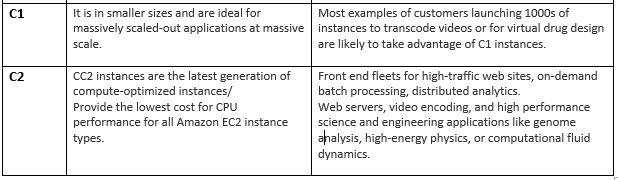 C1
It is in smaller sizes and are ideal for
massively scaled-out applications at massive
scale.
Most examples of customers launching 1000s of
instances to transcode videos or for virtual drug design
are likely to take advantage of C1 instances.
C2
CC2 instances are the latest generation of
compute-optimized instances/
Provide the lowest cost for CPU
performance for all Amazon EC2 instance
types.
Front end fleets for high-traffic web sites, on-demand
batch processing, distributed analytics.
Web servers, video encoding, and high performance
science and engineering applications like genome
analysis, high-energy physics, or computational fluid
dynamics.